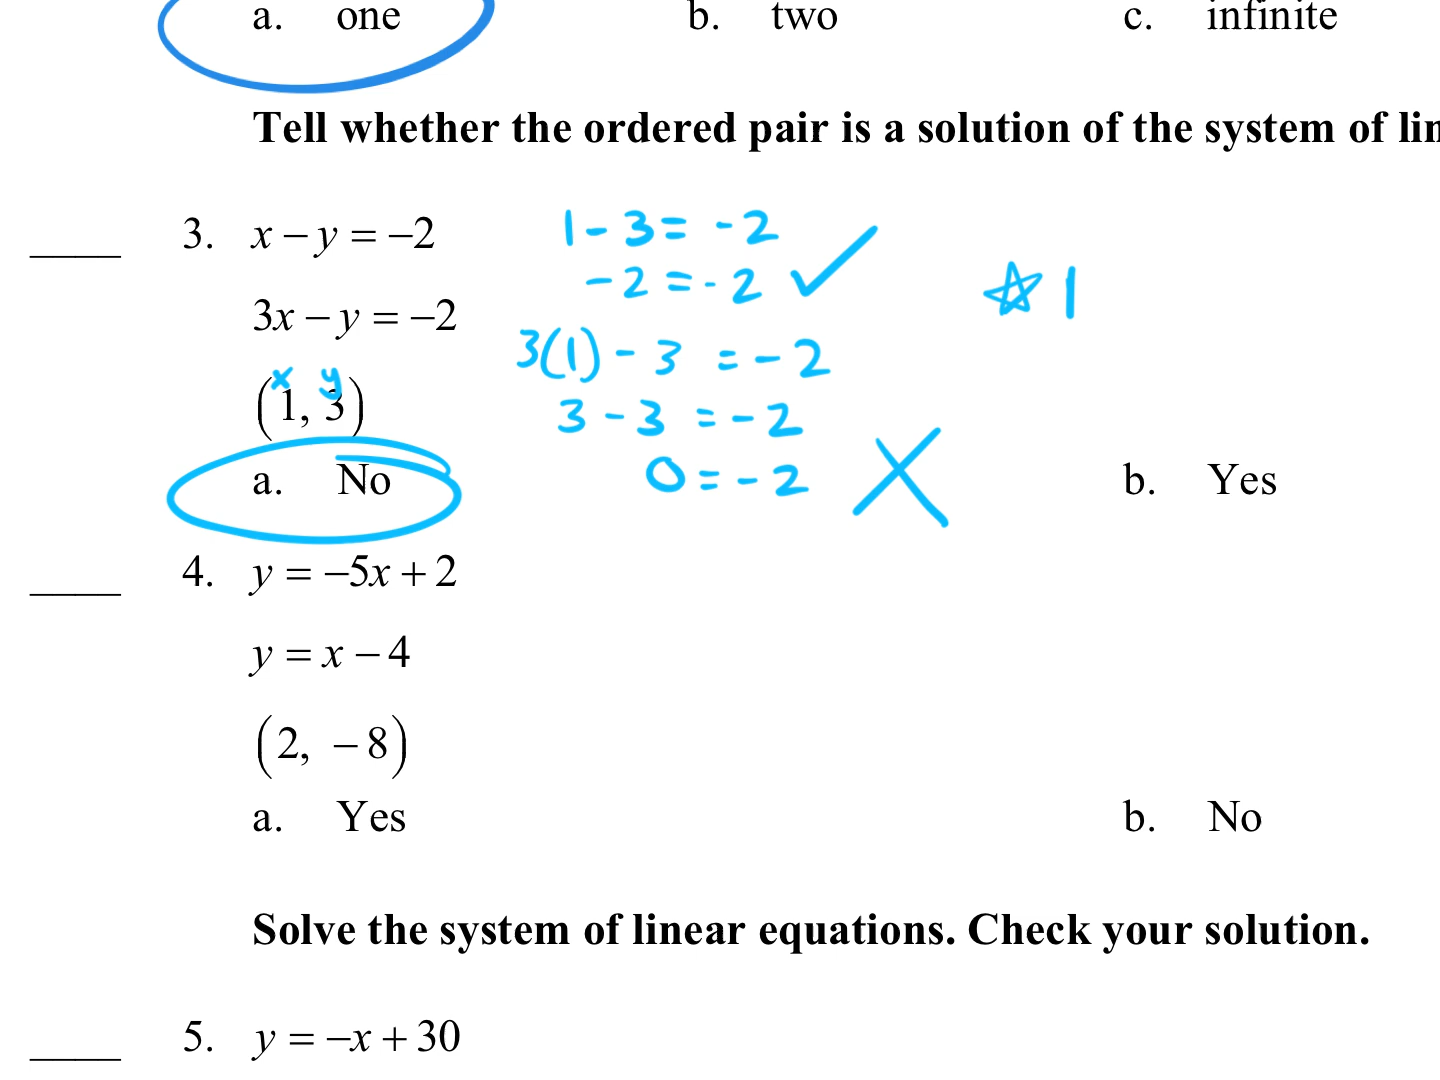 a. one b. two c. infinite
Tell whether the ordered pair is a solution of the system of lin
3. x − y = −2 1 - 3 = -2
-2 = -2 ✓
☆ 1
3x − y = −2
3(1) - 3 = -2
x y
(1, 3) 3 - 3 = -2
a. No 0 = -2 X b. Yes
4. y = −5x + 2
y = x − 4
(2, −8)
a. Yes b. No
Solve the system of linear equations. Check your solution.
5. y = −x + 30